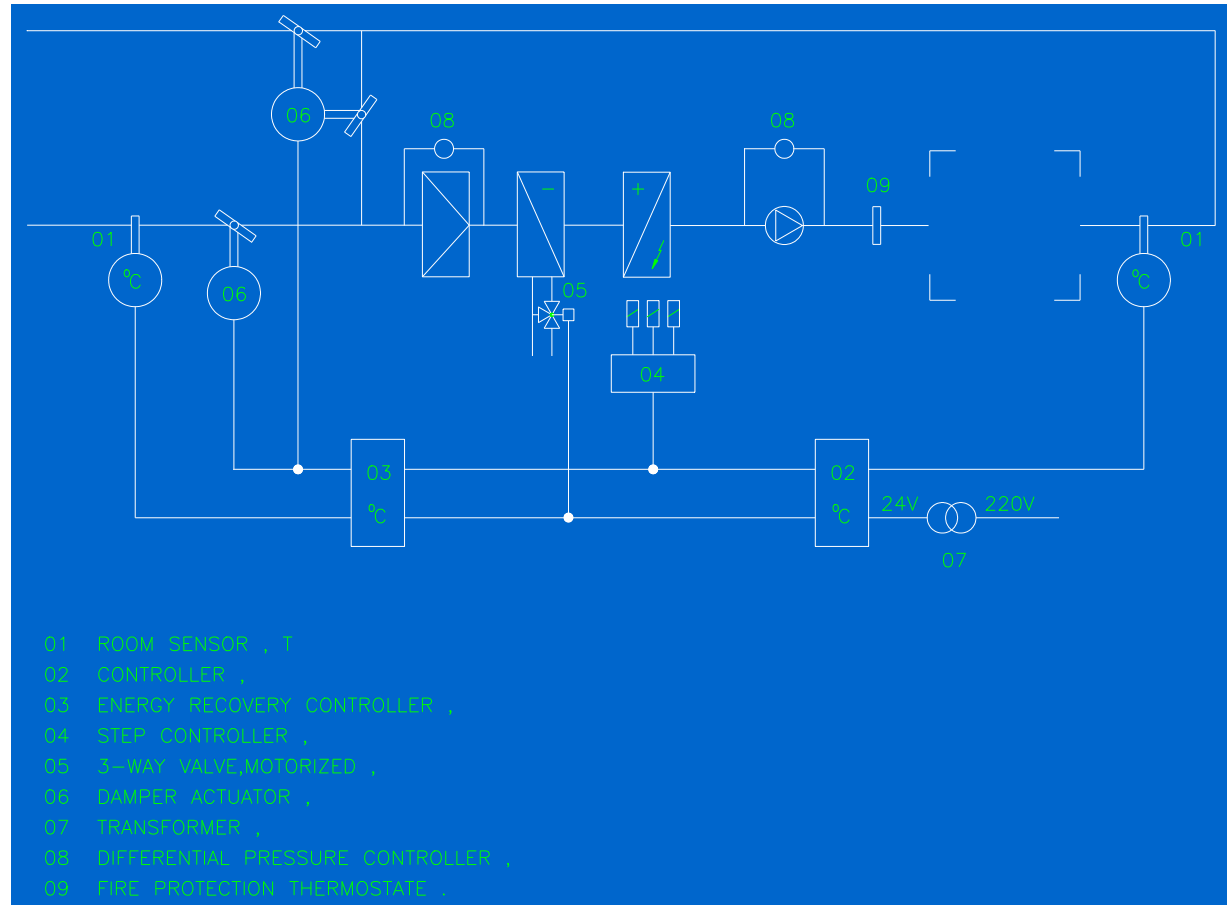 06
08
08
09
-
+
01
01
°C
06
05
°C
04
03
02
°C
°C
24V
220V
07
01 ROOM SENSOR , T
02 CONTROLLER ,
03 ENERGY RECOVERY CONTROLLER ,
04 STEP CONTROLLER ,
05 3-WAY VALVE,MOTORIZED ,
06 DAMPER ACTUATOR ,
07 TRANSFORMER ,
08 DIFFERENTIAL PRESSURE CONTROLLER ,
09 FIRE PROTECTION THERMOSTATE .